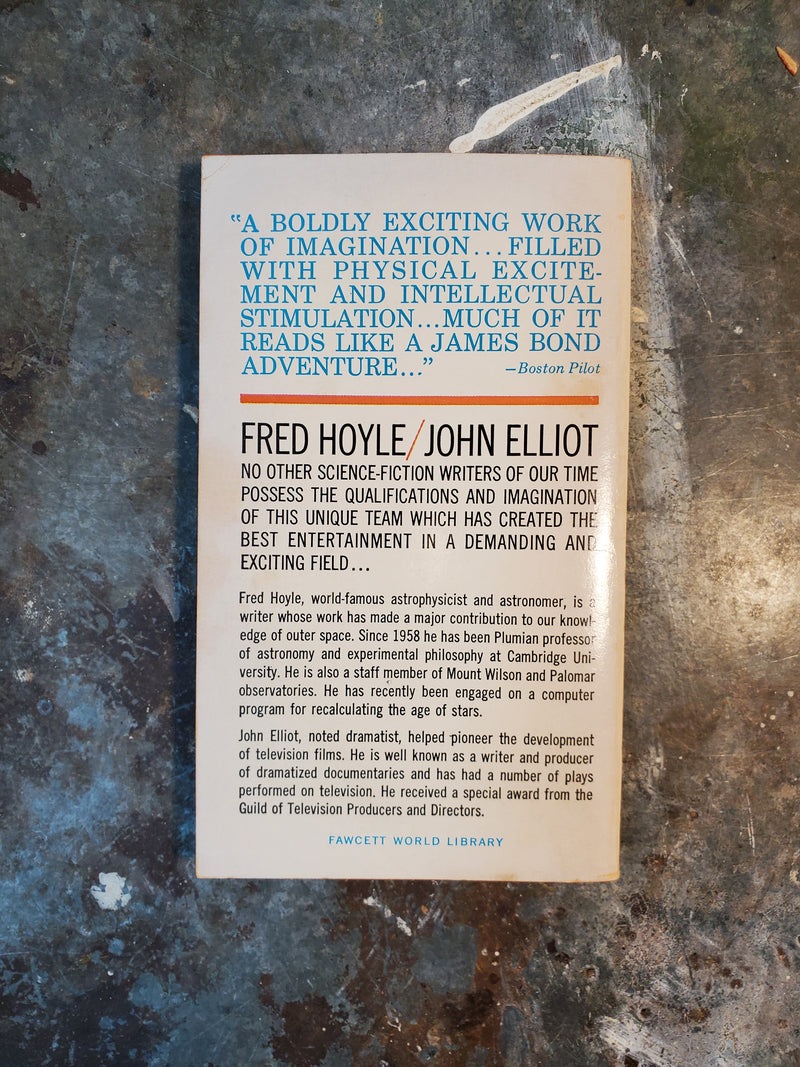 "A BOLDLY EXCITING WORK
OF IMAGINATION...FILLED
WITH PHYSICAL EXCITE-
MENT AND INTELLECTUAL
STIMULATION...MUCH OF IT
READS LIKE A JAMES BOND
ADVENTURE..." —Boston Pilot
FRED HOYLE/JOHN ELLIOT
NO OTHER SCIENCE-FICTION WRITERS OF OUR TIME
POSSESS THE QUALIFICATIONS AND IMAGINATION
OF THIS UNIQUE TEAM WHICH HAS CREATED THE
BEST ENTERTAINMENT IN A DEMANDING AND
EXCITING FIELD...
Fred Hoyle, world-famous astrophysicist and astronomer, is a
writer whose work has made a major contribution to our knowl-
edge of outer space. Since 1958 he has been Plumian professor
of astronomy and experimental philosophy at Cambridge Uni-
versity. He is also a staff member of Mount Wilson and Palomar
observatories. He has recently been engaged on a computer
program for recalculating the age of stars.
John Elliot, noted dramatist, helped pioneer the development
of television films. He is well known as a writer and producer
of dramatized documentaries and has had a number of plays
performed on television. He received a special award from the
Guild of Television Producers and Directors.
FAWCETT WORLD LIBRARY